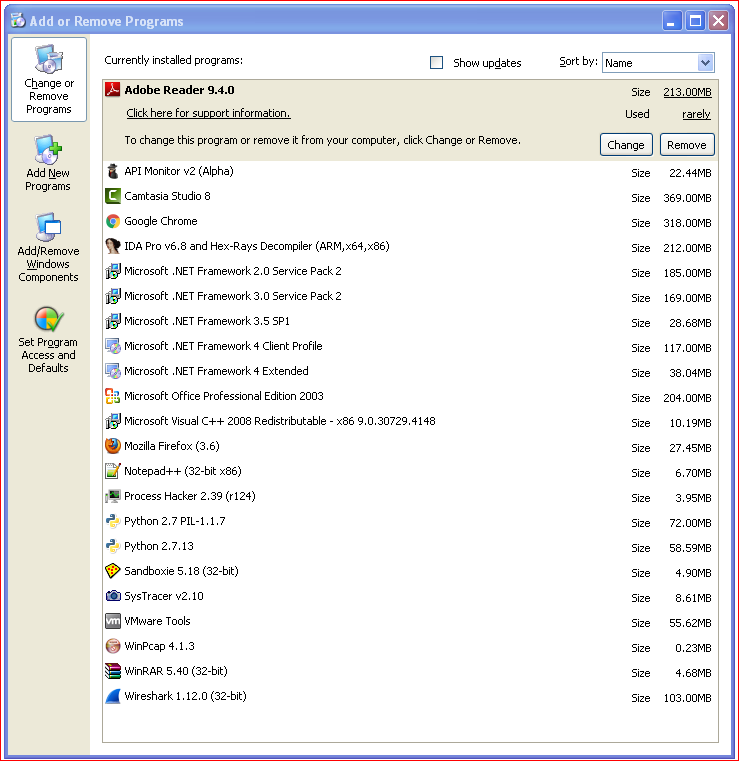 Add or Remove Programs
Change or
Remove
Programs
Add New
Programs
Add/Remove
Windows
Components
Set Program
Access and
Defaults
Currently installed programs:
Show updates
Sort by: Name
Adobe Reader 9.4.0 Size 213.00MB
Click here for support information. Used rarely
To change this program or remove it from your computer, click Change or Remove. Change Remove
API Monitor v2 (Alpha) Size 22.44MB
Camtasia Studio 8 Size 369.00MB
Google Chrome Size 318.00MB
IDA Pro v6.8 and Hex-Rays Decompiler (ARM,x64,x86) Size 212.00MB
Microsoft .NET Framework 2.0 Service Pack 2 Size 185.00MB
Microsoft .NET Framework 3.0 Service Pack 2 Size 169.00MB
Microsoft .NET Framework 3.5 SP1 Size 28.68MB
Microsoft .NET Framework 4 Client Profile Size 117.00MB
Microsoft .NET Framework 4 Extended Size 38.04MB
Microsoft Office Professional Edition 2003 Size 204.00MB
Microsoft Visual C++ 2008 Redistributable - x86 9.0.30729.4148 Size 10.19MB
Mozilla Firefox (3.6) Size 27.45MB
Notepad++ (32-bit x86) Size 6.70MB
Process Hacker 2.39 (r124) Size 3.95MB
Python 2.7 PIL-1.1.7 Size 72.00MB
Python 2.7.13 Size 58.59MB
Sandboxie 5.18 (32-bit) Size 4.90MB
SysTracer v2.10 Size 8.61MB
vm VMware Tools Size 55.62MB
WinPcap 4.1.3 Size 0.23MB
WinRAR 5.40 (32-bit) Size 4.68MB
Wireshark 1.12.0 (32-bit) Size 103.00MB